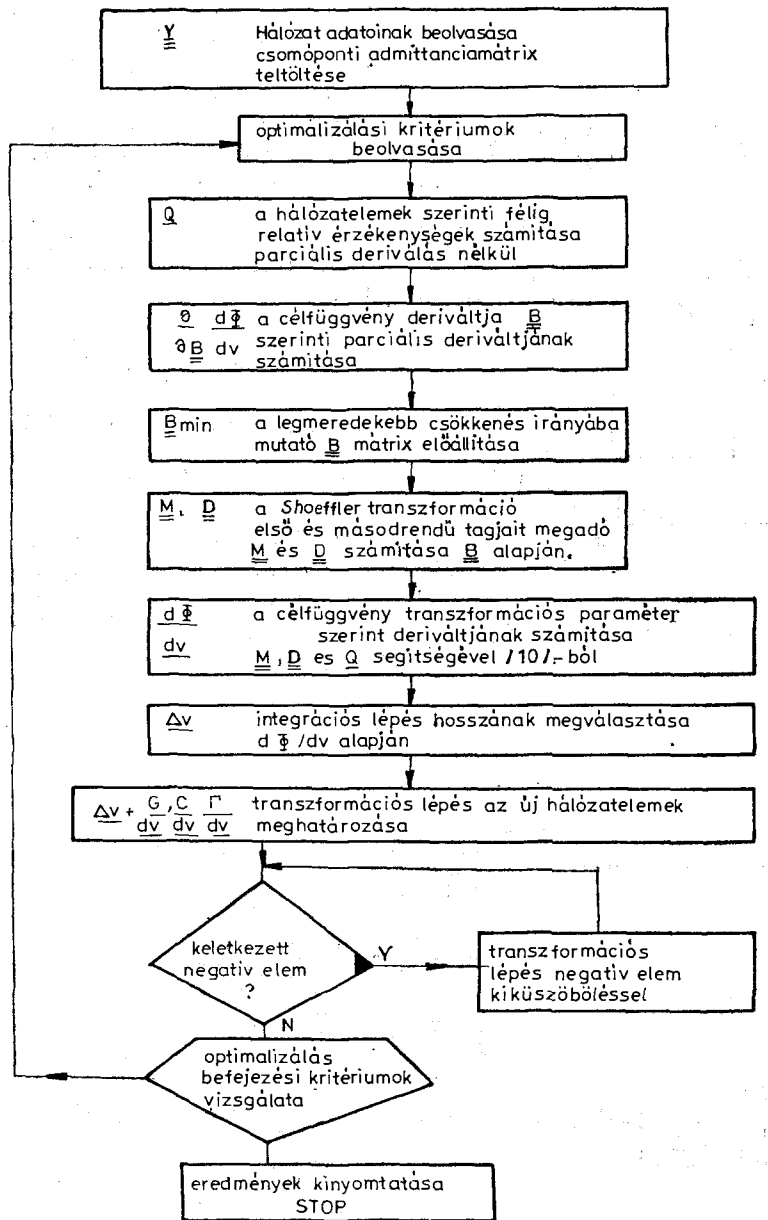 Y Hálózat adatoinak beolvasása
csomóponti admittanciamátrix
teltöltése
optimalizálási kritériumok
beolvasása
Q a hálózatelemek szerinti félig
relatív érzékenységek számítása
parciális deriválás nélkül
∂ dΦ a célfüggvény deriváltja B
∂B dv szerinti parciális deriváltjának
számítása
Bmin a legmeredekebb csökkenés irányába
mutató B mátrix előállítása
M, D a Shoeffler transzformáció
első és másodrendű tagjait megadó
M és D számítása B alapján.
dΦ a célfüggvény transzformációs paraméter
szerint deriváltjának számítása
dv M, D es Q segítségével /10/-ből
Δv integrációs lépés hosszának megválasztása
dΦ/dv alapján
Δv + G, C Γ transzformációs lépés az új hálózatelemek
dv dv dv meghatározása
keletkezett
negatív elem
?
Y
transzformációs
lépés negatív elem
kiküszöböléssel
N
optimalizálás
befejezési kritériumok
vizsgálata
eredmények kinyomtatása
STOP